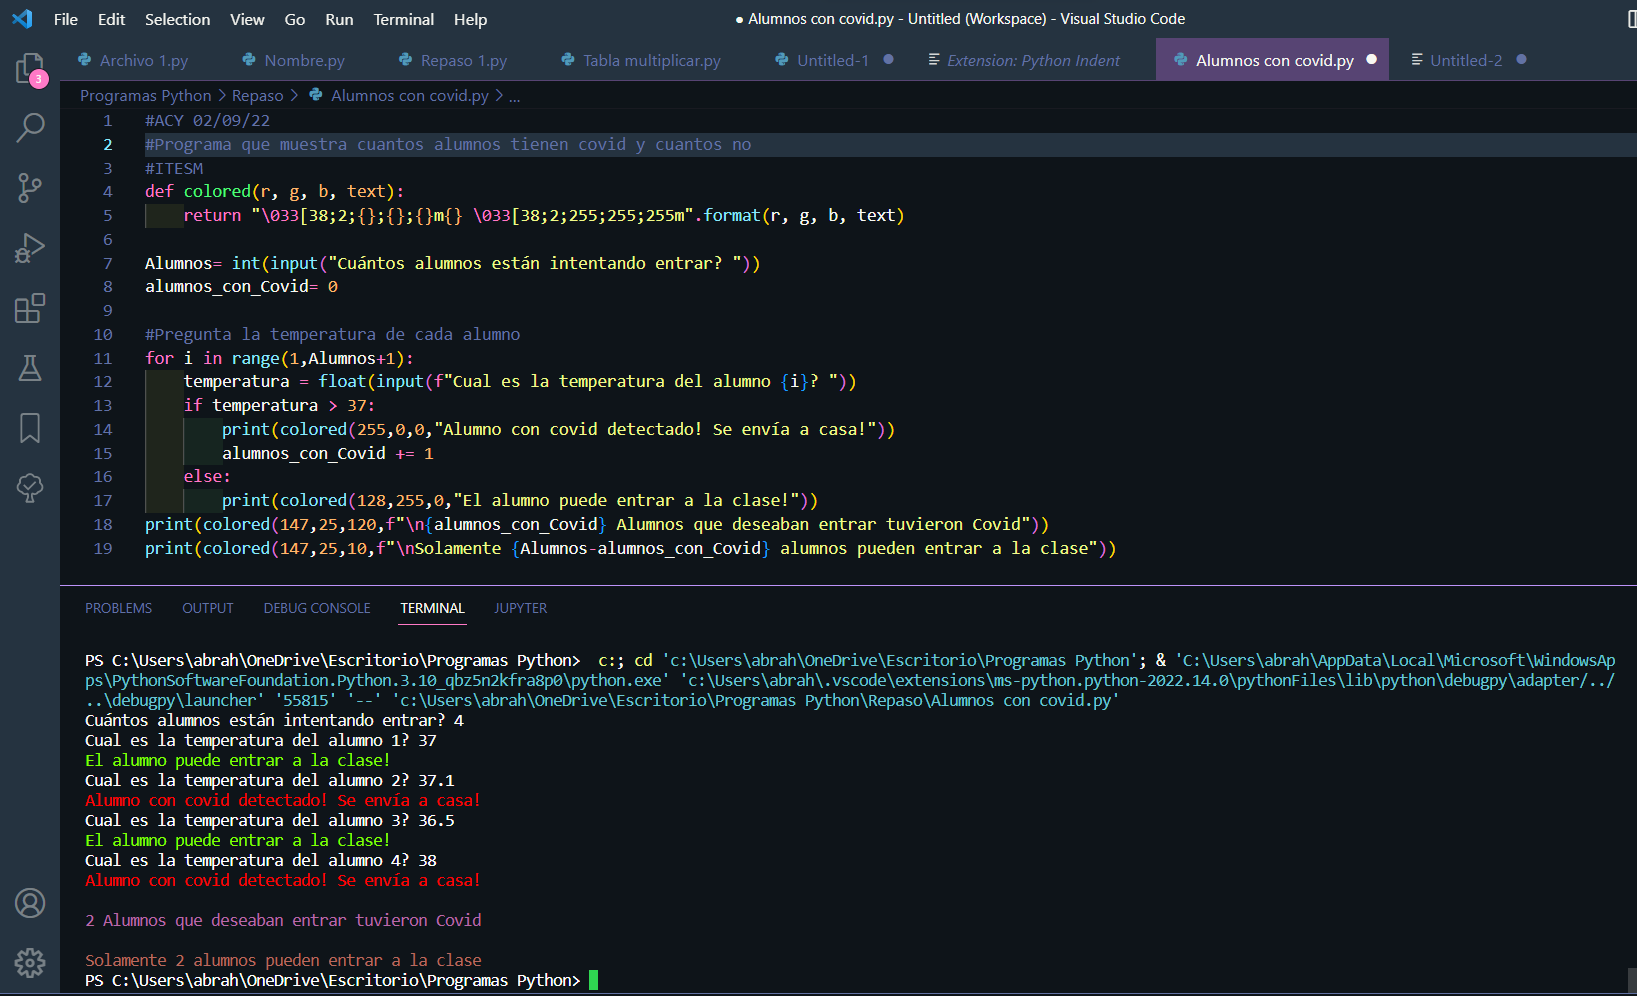 File Edit Selection View Go Run Terminal Help
● Alumnos con covid.py - Untitled (Workspace) - Visual Studio Code
Archivo 1.py Nombre.py Repaso 1.py Tabla multiplicar.py Untitled-1 Extension: Python Indent Alumnos con covid.py Untitled-2
3
Programas Python > Repaso > Alumnos con covid.py > ...
1 #ACY 02/09/22
2 #Programa que muestra cuantos alumnos tienen covid y cuantos no
3 #ITESM
4 def colored(r, g, b, text):
5 return "\033[38;2;{};{};{}m{} \033[38;2;255;255;255m".format(r, g, b, text)
6
7 Alumnos= int(input("Cuántos alumnos están intentando entrar? "))
8 alumnos_con_Covid= 0
9
10 #Pregunta la temperatura de cada alumno
11 for i in range(1,Alumnos+1):
12 temperatura = float(input(f"Cual es la temperatura del alumno {i}? "))
13 if temperatura > 37:
14 print(colored(255,0,0,"Alumno con covid detectado! Se envía a casa!"))
15 alumnos_con_Covid += 1
16 else:
17 print(colored(128,255,0,"El alumno puede entrar a la clase!"))
18 print(colored(147,25,120,f"\n{alumnos_con_Covid} Alumnos que deseaban entrar tuvieron Covid"))
19 print(colored(147,25,10,f"\nSolamente {Alumnos-alumnos_con_Covid} alumnos pueden entrar a la clase"))
PROBLEMS OUTPUT DEBUG CONSOLE TERMINAL JUPYTER
PS C:\Users\abrah\OneDrive\Escritorio\Programas Python> c:; cd 'c:\Users\abrah\OneDrive\Escritorio\Programas Python'; & 'C:\Users\abrah\AppData\Local\Microsoft\WindowsAp
ps\PythonSoftwareFoundation.Python.3.10_qbz5n2kfra8p0\python.exe' 'c:\Users\abrah\.vscode\extensions\ms-python.python-2022.14.0\pythonFiles\lib\python\debugpy\adapter/../
..\debugpy\launcher' '55815' '--' 'c:\Users\abrah\OneDrive\Escritorio\Programas Python\Repaso\Alumnos con covid.py'
Cuántos alumnos están intentando entrar? 4
Cual es la temperatura del alumno 1? 37
El alumno puede entrar a la clase!
Cual es la temperatura del alumno 2? 37.1
Alumno con covid detectado! Se envía a casa!
Cual es la temperatura del alumno 3? 36.5
El alumno puede entrar a la clase!
Cual es la temperatura del alumno 4? 38
Alumno con covid detectado! Se envía a casa!
2 Alumnos que deseaban entrar tuvieron Covid
Solamente 2 alumnos pueden entrar a la clase
PS C:\Users\abrah\OneDrive\Escritorio\Programas Python>